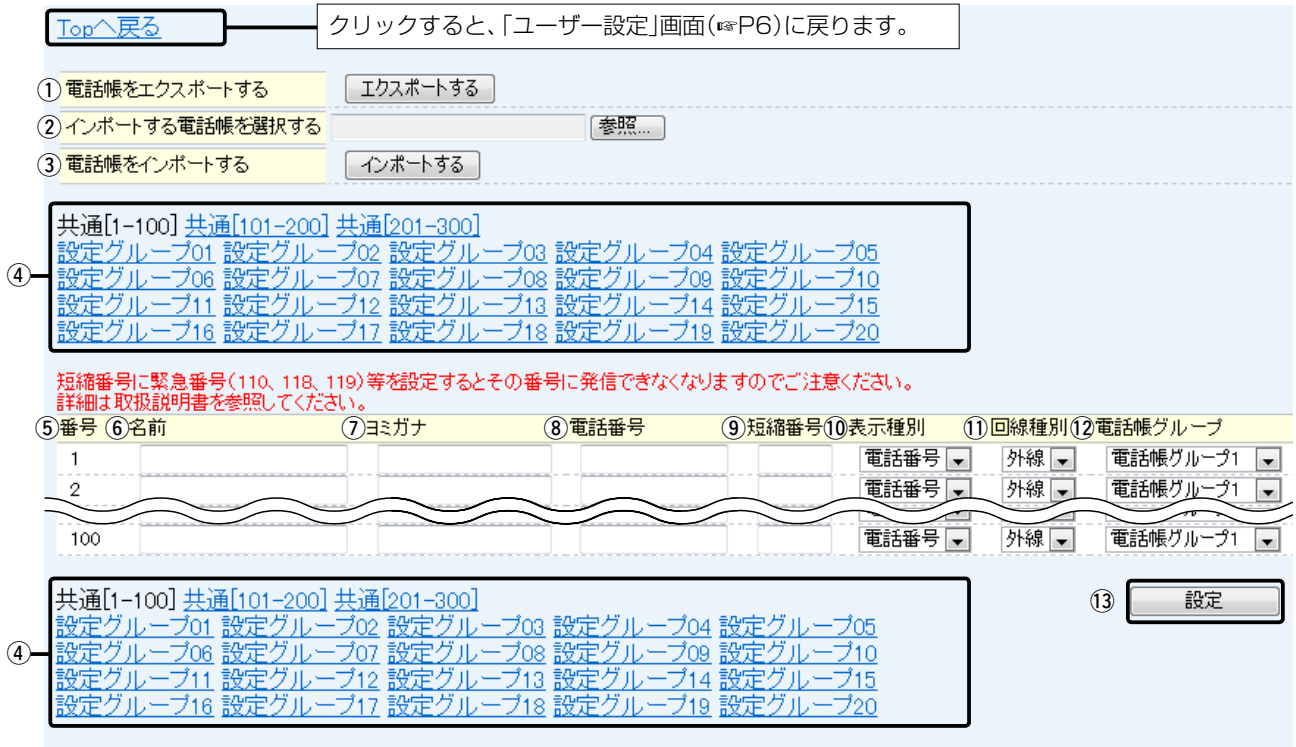 Topへ戻る クリックすると、「ユーザー設定」画面(☞P6)に戻ります。
① 電話帳をエクスポートする エクスポートする
② インポートする電話帳を選択する 参照...
③ 電話帳をインポートする インポートする
共通[1-100] 共通[101-200] 共通[201-300]
設定グループ01 設定グループ02 設定グループ03 設定グループ04 設定グループ05
④ 設定グループ06 設定グループ07 設定グループ08 設定グループ09 設定グループ10
設定グループ11 設定グループ12 設定グループ13 設定グループ14 設定グループ15
設定グループ16 設定グループ17 設定グループ18 設定グループ19 設定グループ20
短縮番号に緊急番号(110、118、119)等を設定するとその番号に発信できなくなりますのでご注意ください。
詳細は取扱説明書を参照してください。
⑤ 番号 ⑥ 名前 ⑦ ヨミガナ ⑧ 電話番号 ⑨ 短縮番号 ⑩ 表示種別 ⑪ 回線種別 ⑫ 電話帳グループ
1 電話番号 外線 電話帳グループ1
2 電話番号 外線 電話帳グループ1
100 電話番号 外線 電話帳グループ1
共通[1-100] 共通[101-200] 共通[201-300] ⑬ 設定
設定グループ01 設定グループ02 設定グループ03 設定グループ04 設定グループ05
④ 設定グループ06 設定グループ07 設定グループ08 設定グループ09 設定グループ10
設定グループ11 設定グループ12 設定グループ13 設定グループ14 設定グループ15
設定グループ16 設定グループ17 設定グループ18 設定グループ19 設定グループ20